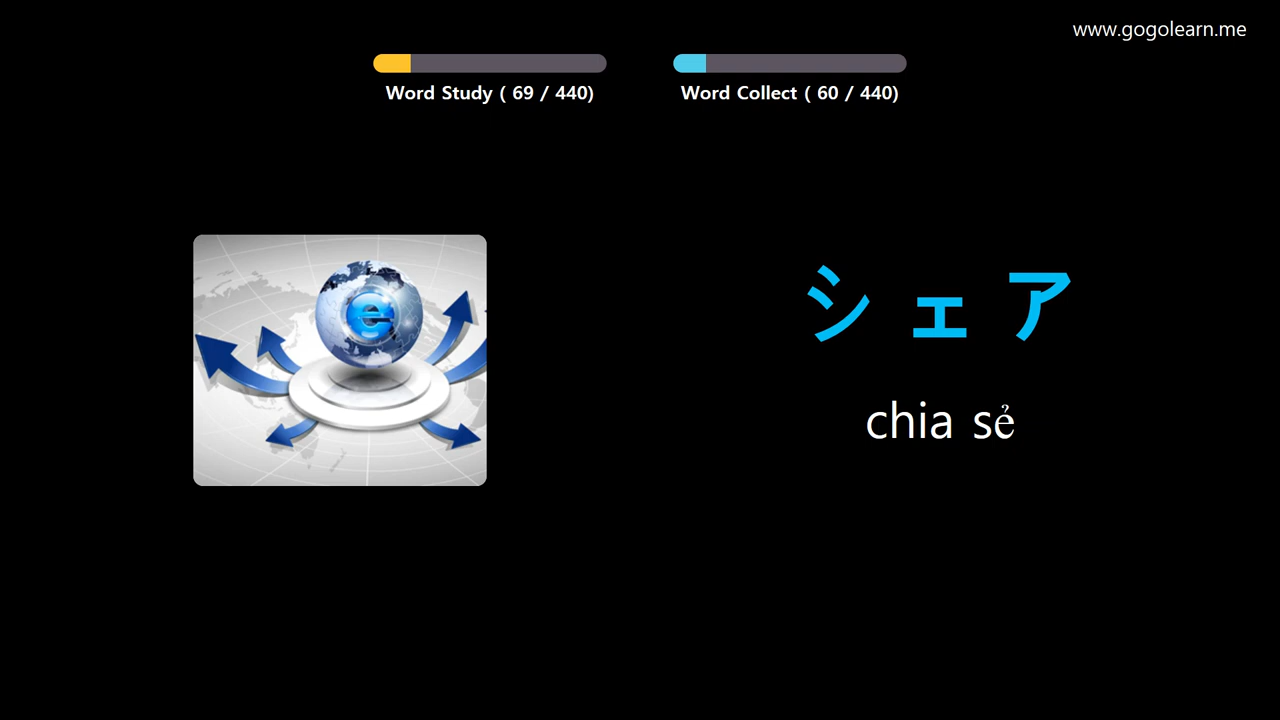 www.gogolearn.me
Word Study ( 69 / 440)
Word Collect ( 60 / 440)
e
シェア
chia sẻ